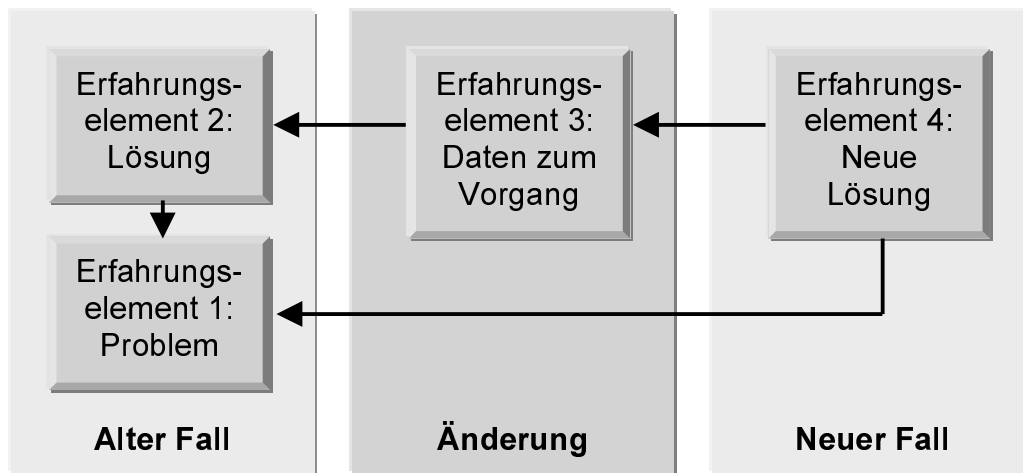 Erfahrungs-
element 2:
Lösung
Erfahrungs-
element 1:
Problem
Alter Fall
Erfahrungs-
element 3:
Daten zum
Vorgang
Änderung
Erfahrungs-
element 4:
Neue
Lösung
Neuer Fall